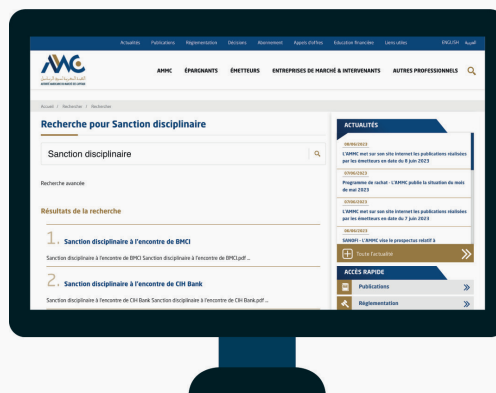 Actualités Publications Réglementation Décisions Abonnement Appels d'offres Education financière Liens utiles ENGLISH العربية
AMMC
AMMC ÉPARGNANTS ÉMETTEURS ENTREPRISES DE MARCHÉ & INTERVENANTS AUTRES PROFESSIONNELS
Accueil / Rechercher / Rechercher
Recherche pour Sanction disciplinaire
Sanction disciplinaire
Recherche avancée
Résultats de la recherche
1. Sanction disciplinaire à l'encontre de BMCI
Sanction disciplinaire à l'encontre de BMCI Sanction disciplinaire à l'encontre de BMCI.pdf ...
2. Sanction disciplinaire à l'encontre de CIH Bank
Sanction disciplinaire à l'encontre de CIH Bank Sanction disciplinaire à l'encontre de CIH Bank.pdf ...
ACTUALITÉS
08/06/2023
L'AMMC met sur son site internet les publications réalisées
par les émetteurs en date du 8 juin 2023
07/06/2023
Programme de rachat - L'AMMC publie la situation du mois
de mai 2023
07/06/2023
L'AMMC met sur son site internet les publications réalisées
par les émetteurs en date du 7 juin 2023
06/06/2023
SANOFI - L'AMMC vise le prospectus relatif à
Toute l'actualité
ACCÈS RAPIDE
Publications
Réglementation